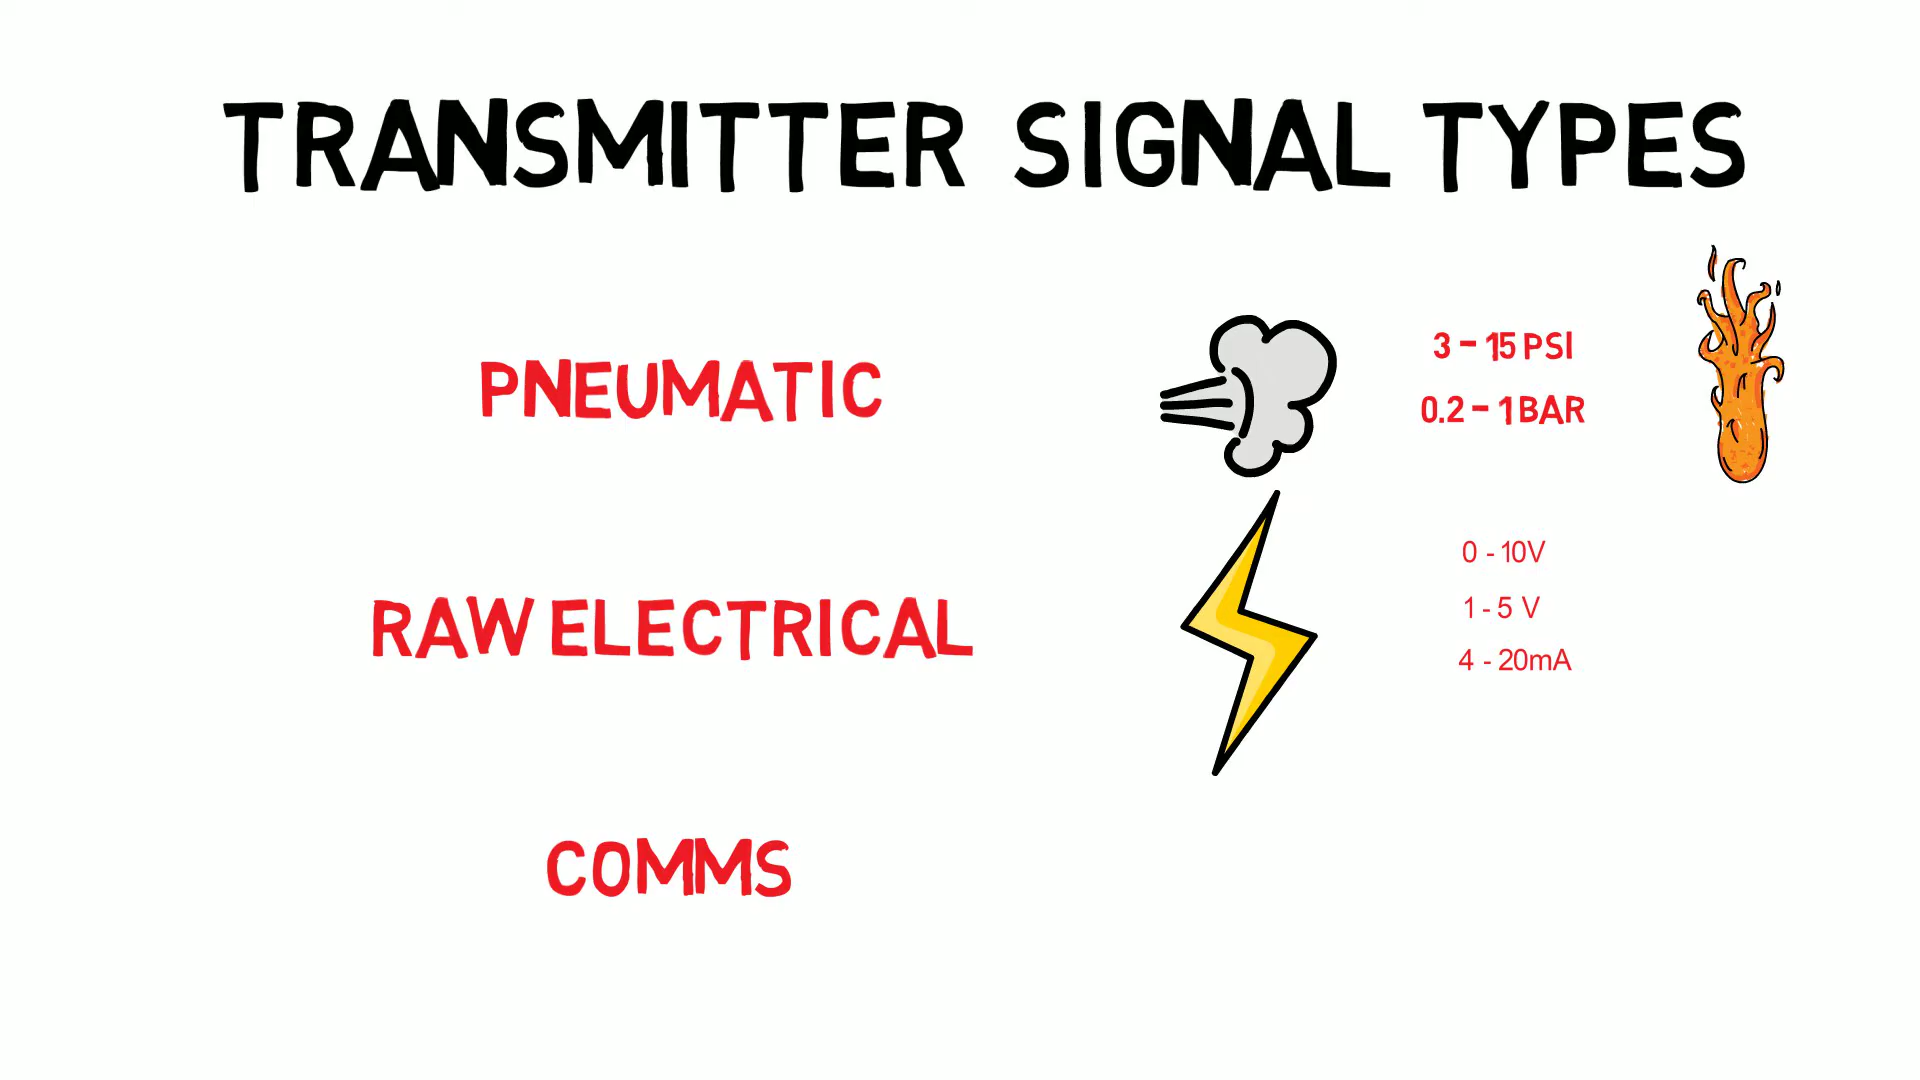 TRANSMITTER SIGNAL TYPES
PNEUMATIC
3 - 15 PSI
0.2 - 1 BAR
RAW ELECTRICAL
0 - 10V
1 - 5 V
4 - 20mA
COMMS